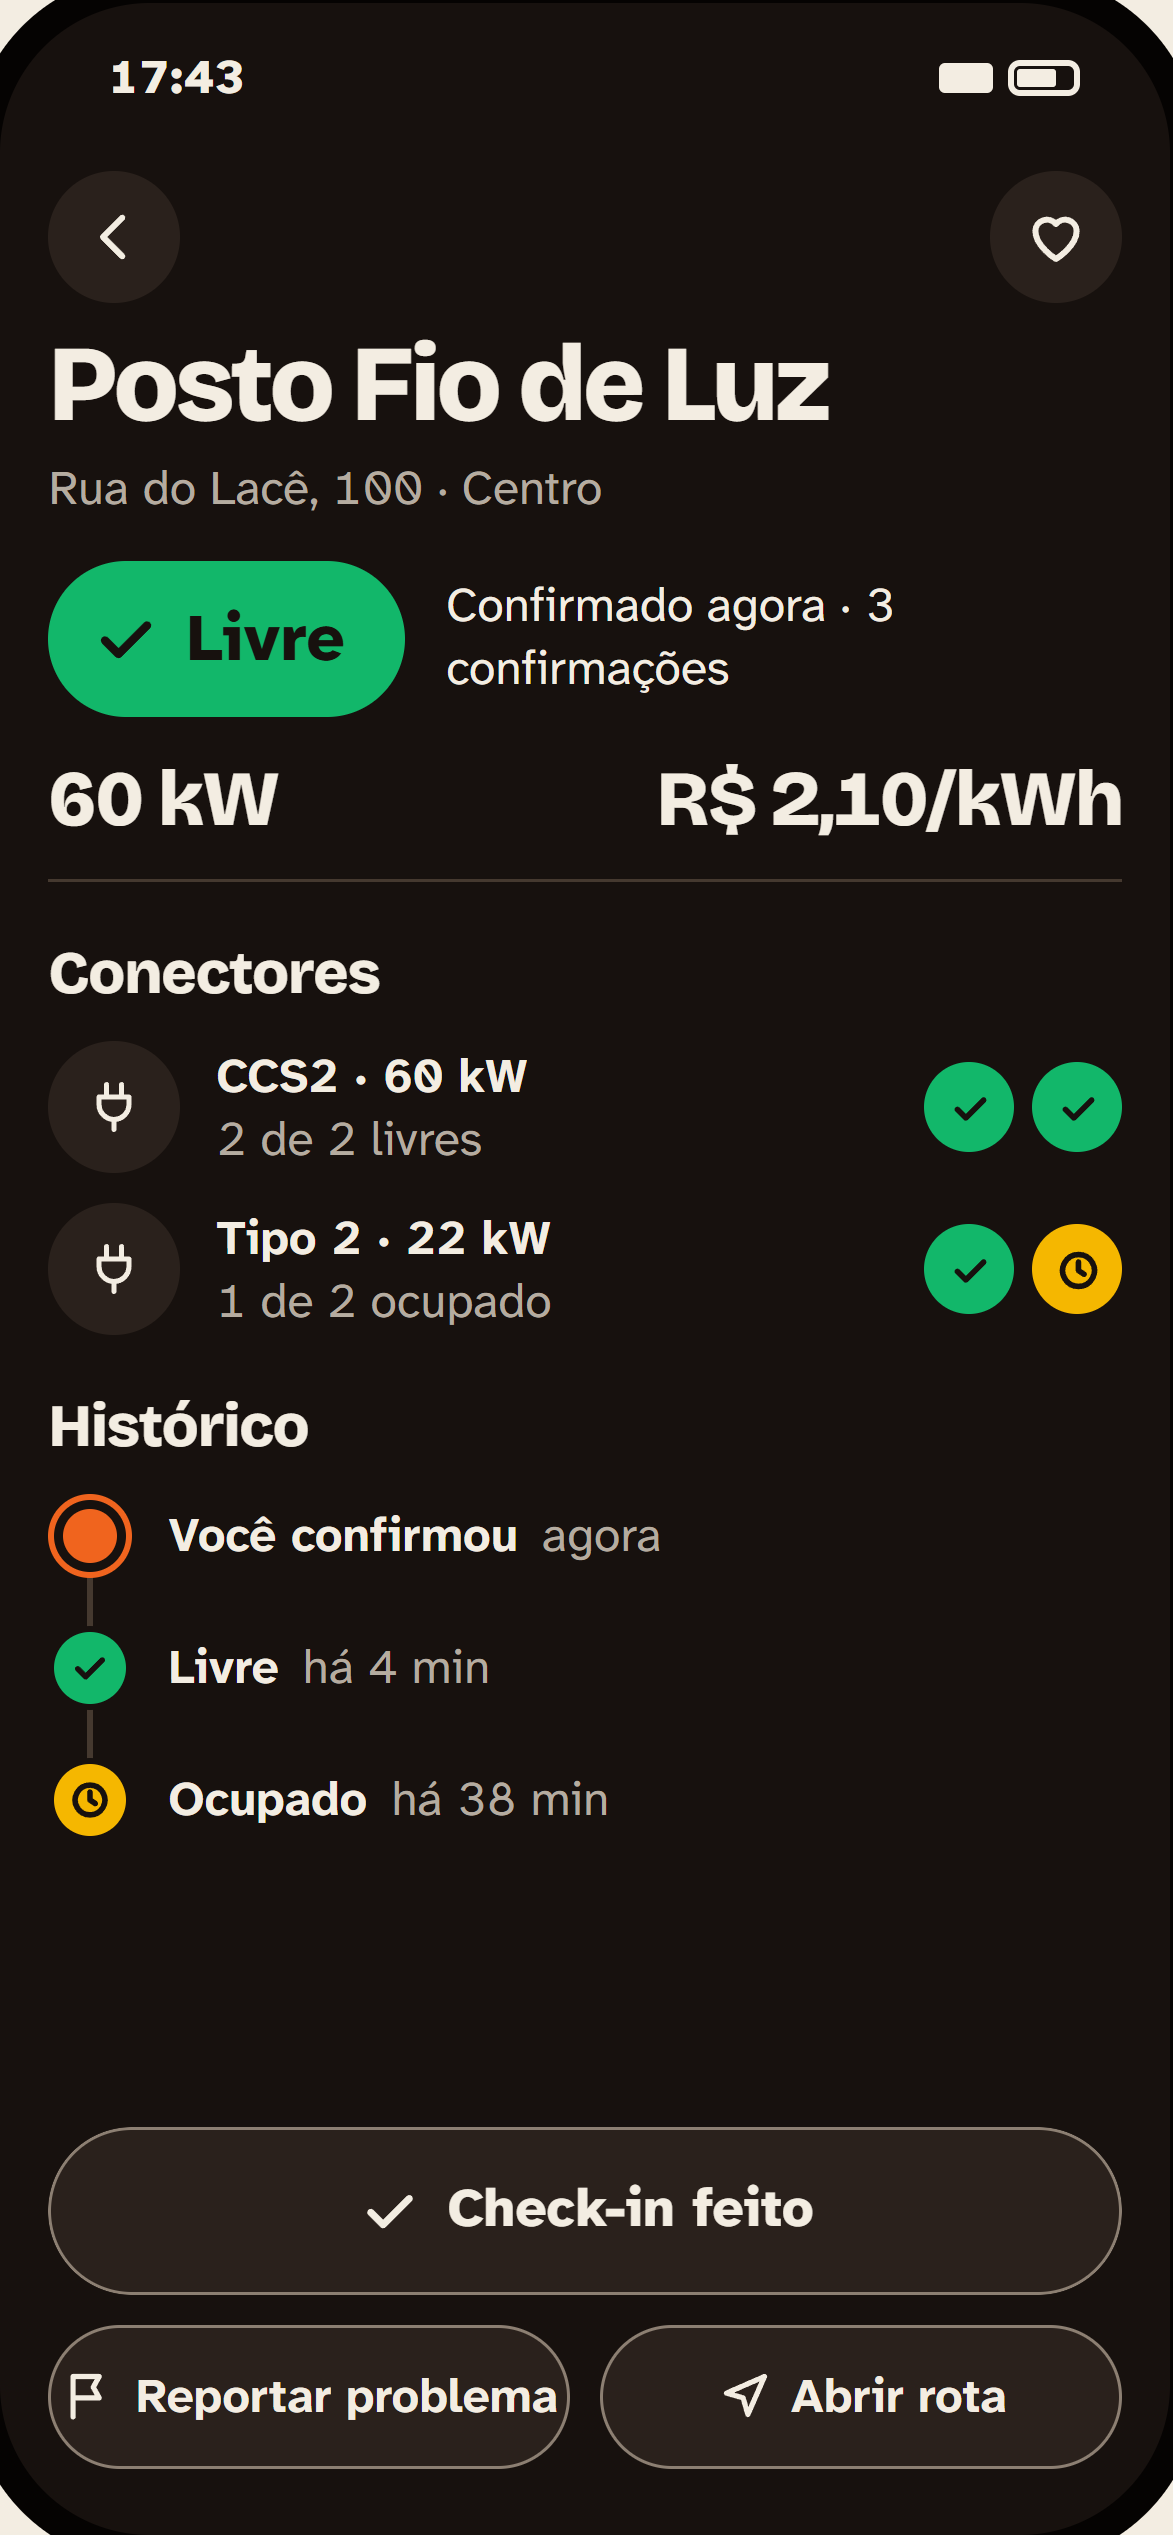 17:43
Posto Fio de Luz
Rua do Lacê, 100 · Centro
Livre
Confirmado agora · 3
confirmações
60 kW
R$ 2,10/kWh
Conectores
CCS2 · 60 kW
2 de 2 livres
Tipo 2 · 22 kW
1 de 2 ocupado
Histórico
Você confirmou agora
Livre há 4 min
Ocupado há 38 min
Check-in feito
Reportar problema
Abrir rota